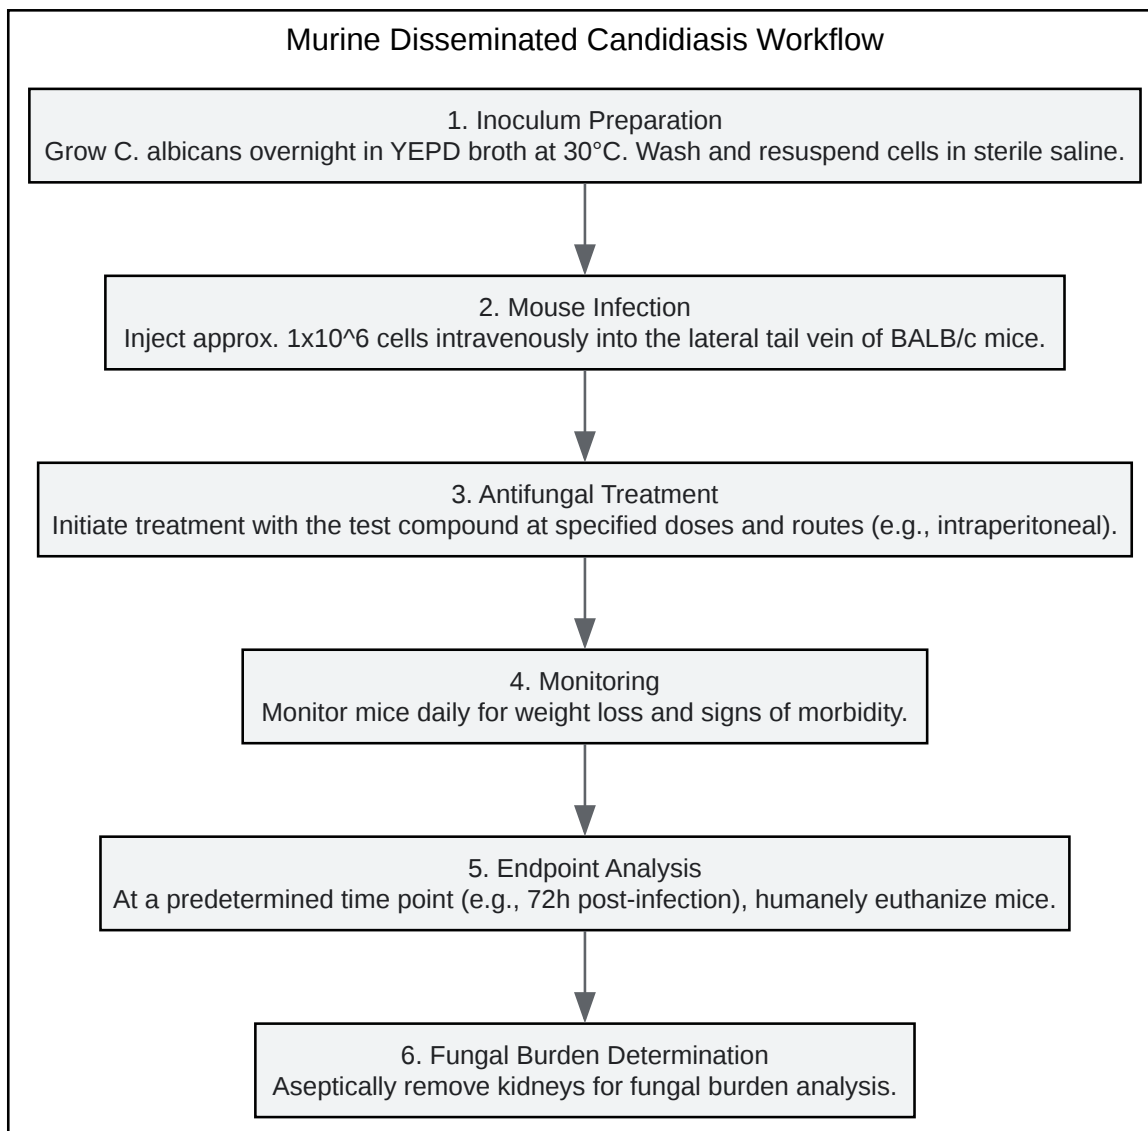 Murine Disseminated Candidiasis Workflow
1. Inoculum Preparation
Grow C. albicans overnight in YEPD broth at 30°C. Wash and resuspend cells in sterile saline.
2. Mouse Infection
Inject approx. 1x10^6 cells intravenously into the lateral tail vein of BALB/c mice.
3. Antifungal Treatment
Initiate treatment with the test compound at specified doses and routes (e.g., intraperitoneal).
4. Monitoring
Monitor mice daily for weight loss and signs of morbidity.
5. Endpoint Analysis
At a predetermined time point (e.g., 72h post-infection), humanely euthanize mice.
6. Fungal Burden Determination
Aseptically remove kidneys for fungal burden analysis.